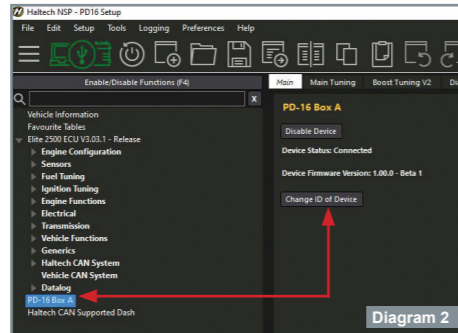 Haltech NSP - PD16 Setup
File Edit Setup Tools Logging Preferences Help
Enable/Disable Functions (F4)
Main Main Tuning Boost Tuning V2
X
Vehicle Information
Favourite Tables
Elite 2500 ECU V3.03.1 - Release
Engine Configuration
Sensors
Fuel Tuning
Ignition Tuning
Engine Functions
Electrical
Transmission
Vehicle Functions
Generics
Haltech CAN System
Vehicle CAN System
Datalog
PD-16 Box A
Haltech CAN Supported Dash
PD-16 Box A
Disable Device
Device Status: Connected
Device Firmware Version: 1.00.0 - Beta 1
Change ID of Device
Diagram 2